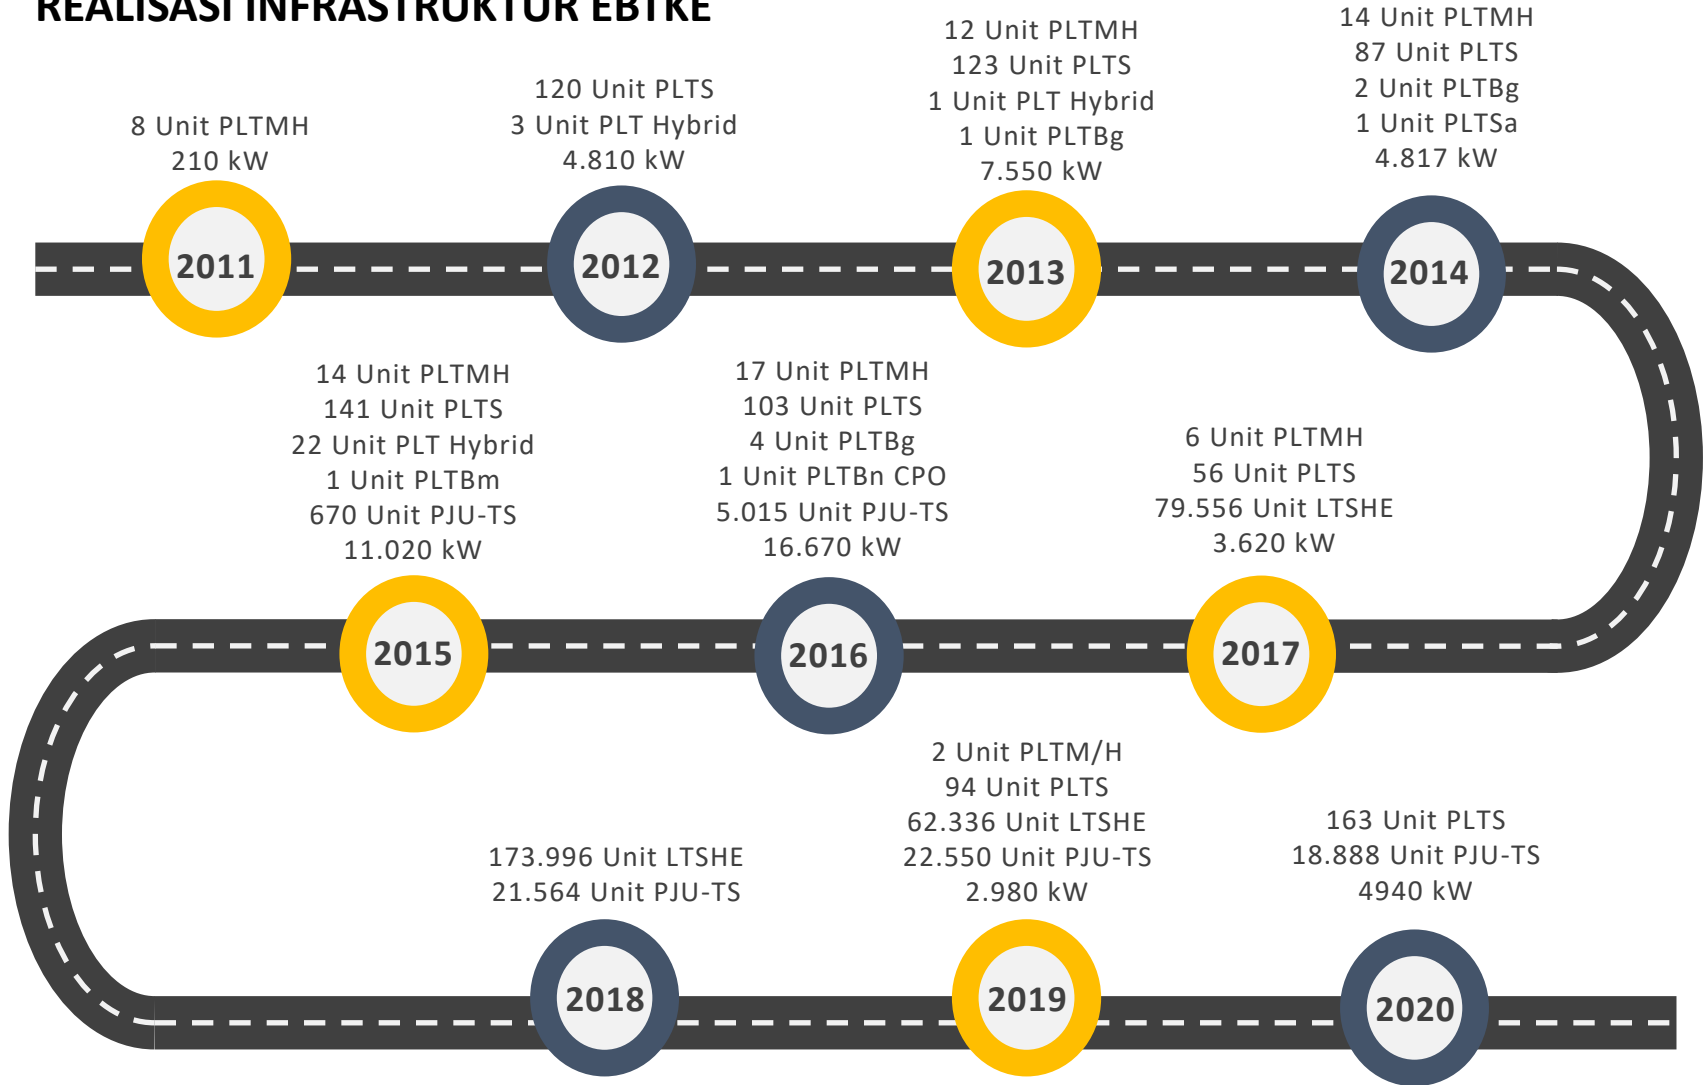 REALISASI INFRASTRUKTUR EBTKE
8 Unit PLTMH
210 kW
2011
120 Unit PLTS
3 Unit PLT Hybrid
4.810 kW
2012
12 Unit PLTMH
123 Unit PLTS
1 Unit PLT Hybrid
1 Unit PLTBg
7.550 kW
2013
14 Unit PLTMH
87 Unit PLTS
2 Unit PLTBg
1 Unit PLTSa
4.817 kW
2014
14 Unit PLTMH
141 Unit PLTS
22 Unit PLT Hybrid
1 Unit PLTBm
670 Unit PJU-TS
11.020 kW
2015
17 Unit PLTMH
103 Unit PLTS
4 Unit PLTBg
1 Unit PLTBn CPO
5.015 Unit PJU-TS
16.670 kW
2016
6 Unit PLTMH
56 Unit PLTS
79.556 Unit LTSHE
3.620 kW
2017
173.996 Unit LTSHE
21.564 Unit PJU-TS
2018
2 Unit PLTM/H
94 Unit PLTS
62.336 Unit LTSHE
22.550 Unit PJU-TS
2.980 kW
2019
163 Unit PLTS
18.888 Unit PJU-TS
4940 kW
2020